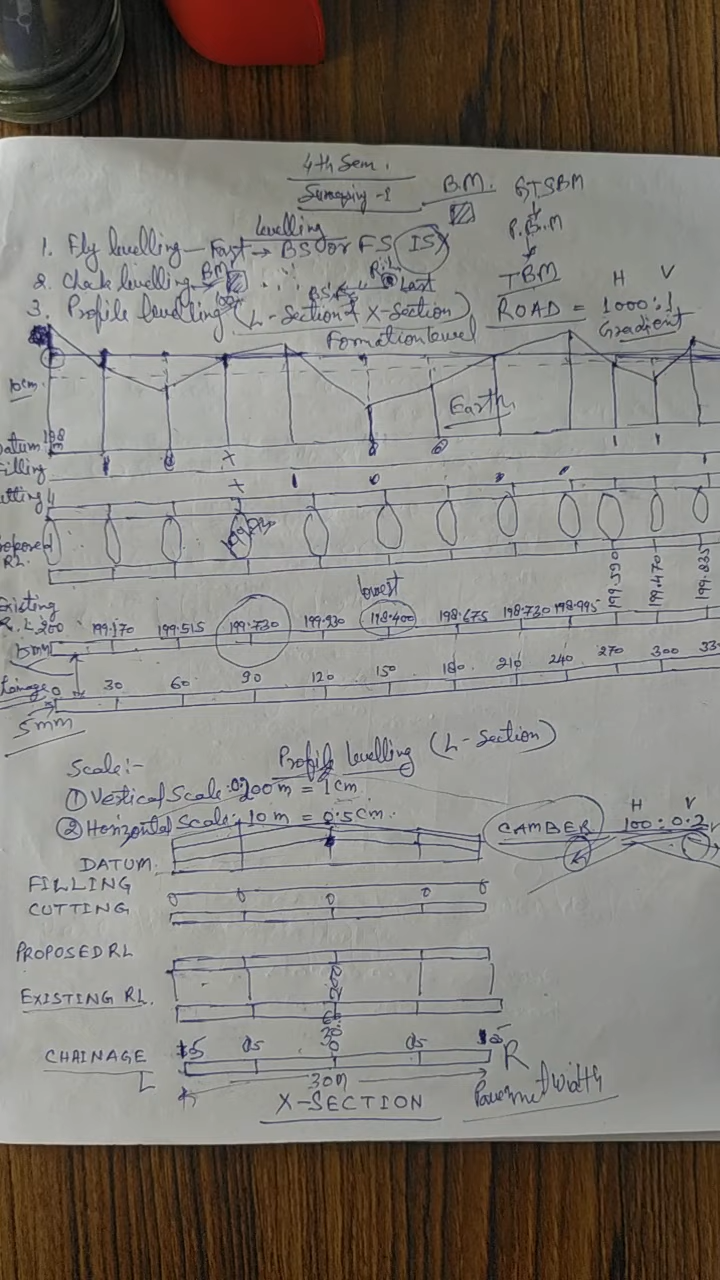 4th Sem.
Surveying-1
B.M. GTSBM
levelling
P.B.M
1. Fly levelling — Fast → BS or FS (IS X
TBM
2. Check levelling → BM R.L. Last
BS
3. Profile levelling (L-Section & X-Section) ROAD = 1000:1
H V
Gradient
Formation level
10cm
Earth
Datum 198
Filling
Cutting
Proposed R.L.
lowest
Existing R.L 200 199.170 199.515 199.730 199.930 198.400 198.675 198.730 198.995 199.590 199.470 199.835
15mm
0 30 60 90 120 150 180 210 240 270 300 33
5mm
Profile levelling (L-Section)
Scale:-
① Vertical Scale: 0.200m = 1cm
② Horizontal Scale: 10m = 0.5cm.
H V
CAMBER 100:0.2
DATUM
FILLING
CUTTING
PROPOSED RL
EXISTING RL.
CHAINAGE
L 30m R
X-SECTION Pavement width